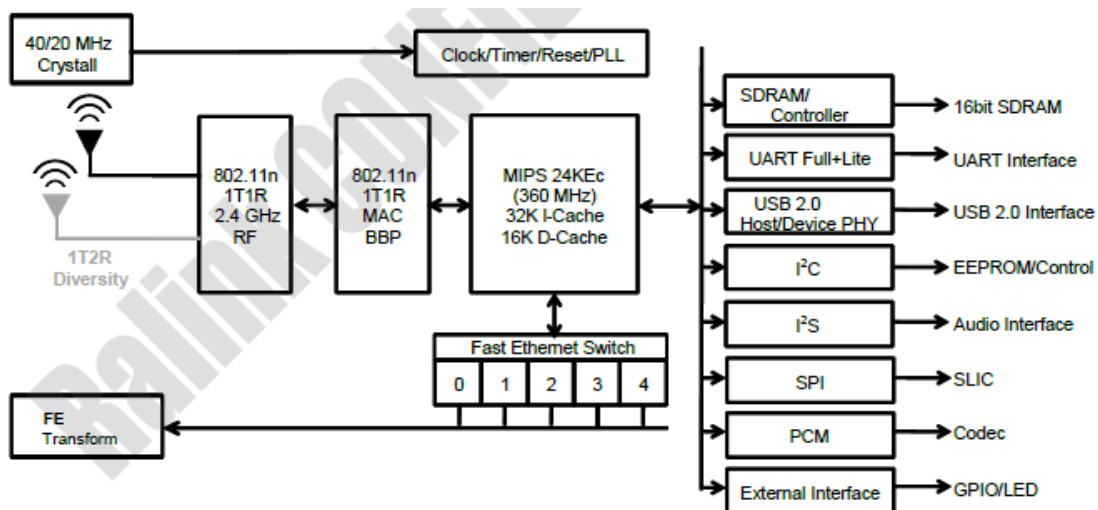 40/20 MHz
Crystall
Clock/Timer/Reset/PLL
802.11n
1T1R
2.4 GHz
RF
802.11n
1T1R
MAC
BBP
MIPS 24KEc
(360 MHz)
32K I-Cache
16K D-Cache
1T2R
Diversity
Fast Ethernet Switch
0 1 2 3 4
FE
Transform
SDRAM/
Controller
16bit SDRAM
UART Full+Lite
UART Interface
USB 2.0
Host/Device PHY
USB 2.0 Interface
I²C
EEPROM/Control
I²S
Audio Interface
SPI
SLIC
PCM
Codec
External Interface
GPIO/LED
Ralink